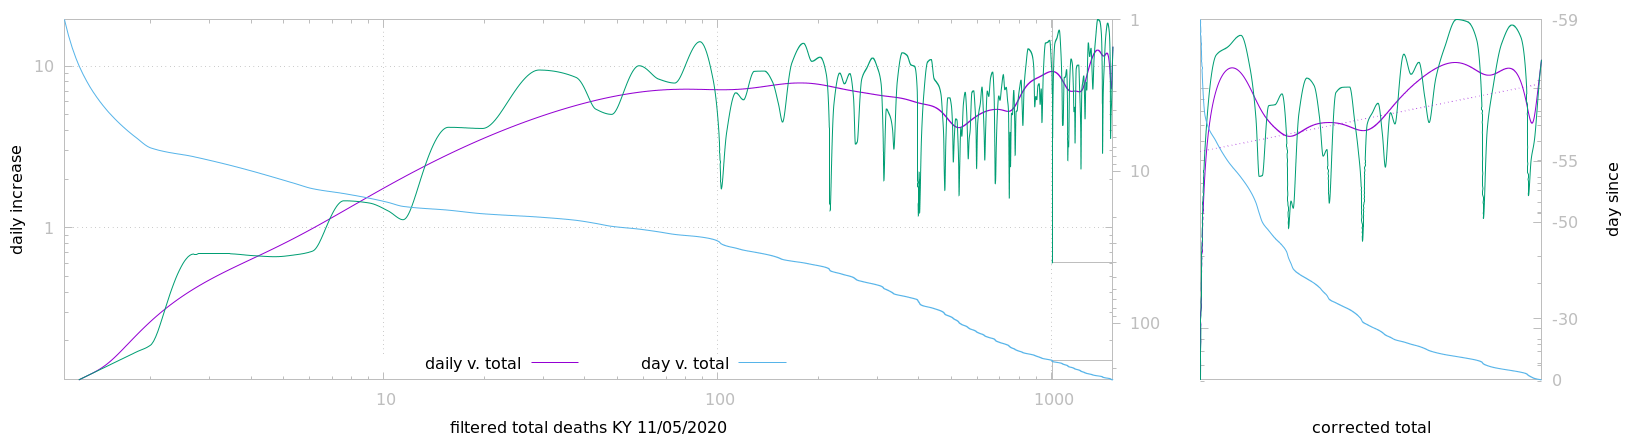 daily increase
10
1
1
10
100
daily v. total
day v. total
10
100
1000
filtered total deaths KY 11/05/2020
-59
-55
-50
-30
0
day since
corrected total